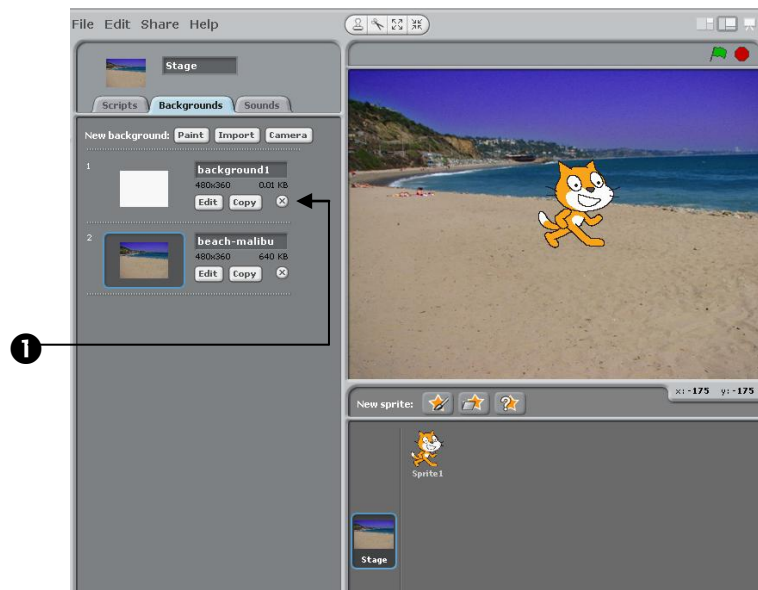 File Edit Share Help
Stage
Scripts Backgrounds Sounds
New background: Paint Import Camera
1
background1
480x360 0.01 KB
Edit Copy
2
beach-malibu
480x360 640 KB
Edit Copy
1
x: -175 y: -175
New sprite:
Sprite1
Stage